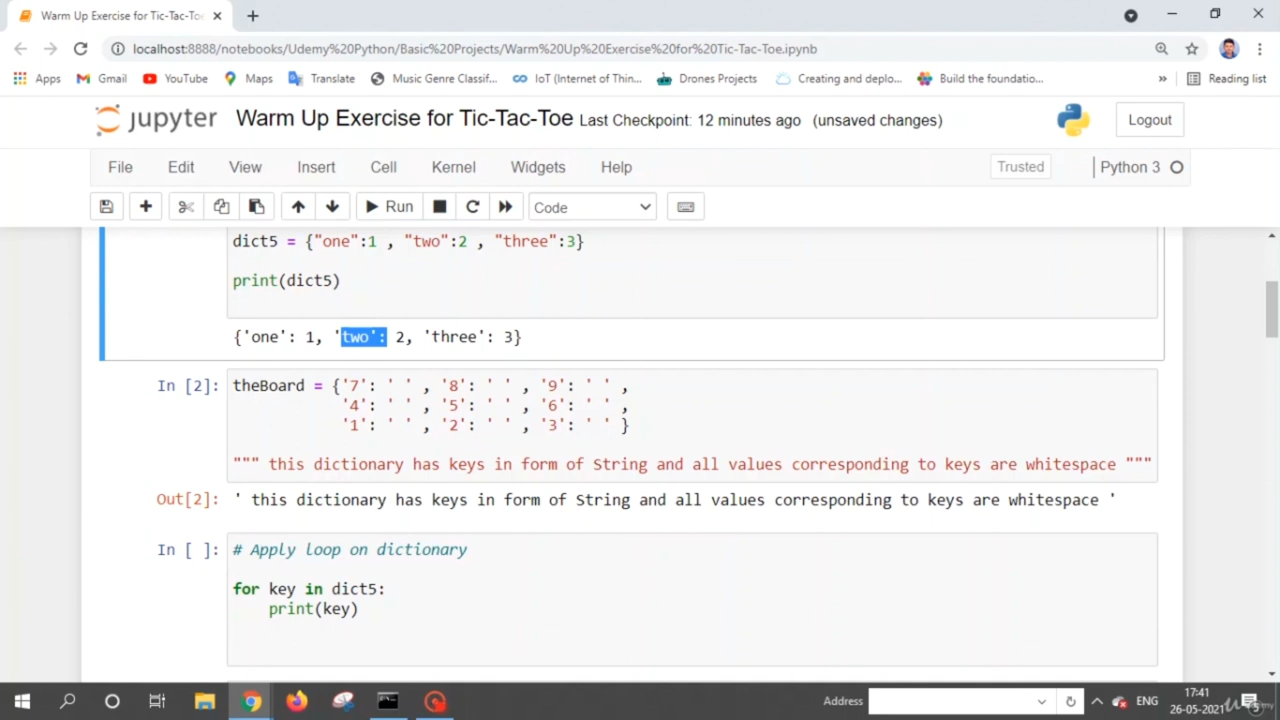 Warm Up Exercise for Tic-Tac-Toe
localhost:8888/notebooks/Udemy%20Python/Basic%20Projects/Warm%20Up%20Exercise%20for%20Tic-Tac-Toe.ipynb
Apps Gmail YouTube Maps Translate Music Genre Classif... IoT (Internet of Thin... Drones Projects Creating and deplo... Build the foundatio... » Reading list
jupyter Warm Up Exercise for Tic-Tac-Toe Last Checkpoint: 12 minutes ago (unsaved changes) Logout
File Edit View Insert Cell Kernel Widgets Help Trusted Python 3
Run Code
dict5 = {"one":1 , "two":2 , "three":3}
print(dict5)
{'one': 1, 'two': 2, 'three': 3}
In [2]: theBoard = {'7': ' ' , '8': ' ' , '9': ' ' ,
'4': ' ' , '5': ' ' , '6': ' ' ,
'1': ' ' , '2': ' ' , '3': ' ' }
""" this dictionary has keys in form of String and all values corresponding to keys are whitespace """
Out[2]: ' this dictionary has keys in form of String and all values corresponding to keys are whitespace '
In [ ]: # Apply loop on dictionary
for key in dict5:
print(key)
Address ENG 17:41
26-05-2021